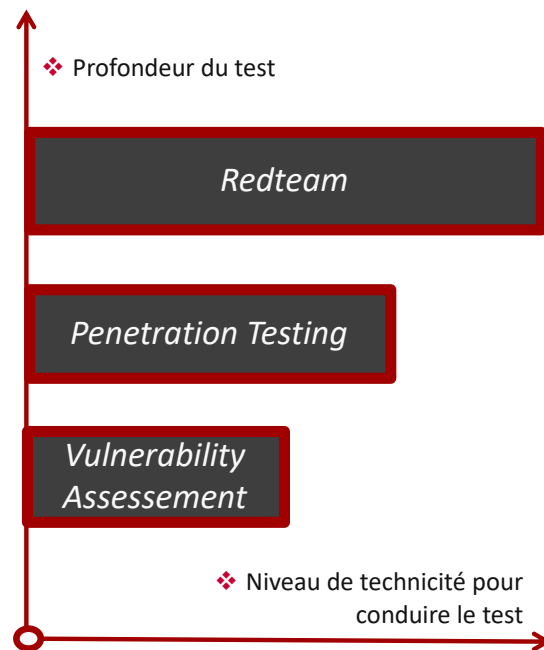 ❖ Profondeur du test
Redteam
Penetration Testing
Vulnerability
Assessement
❖ Niveau de technicité pour
conduire le test